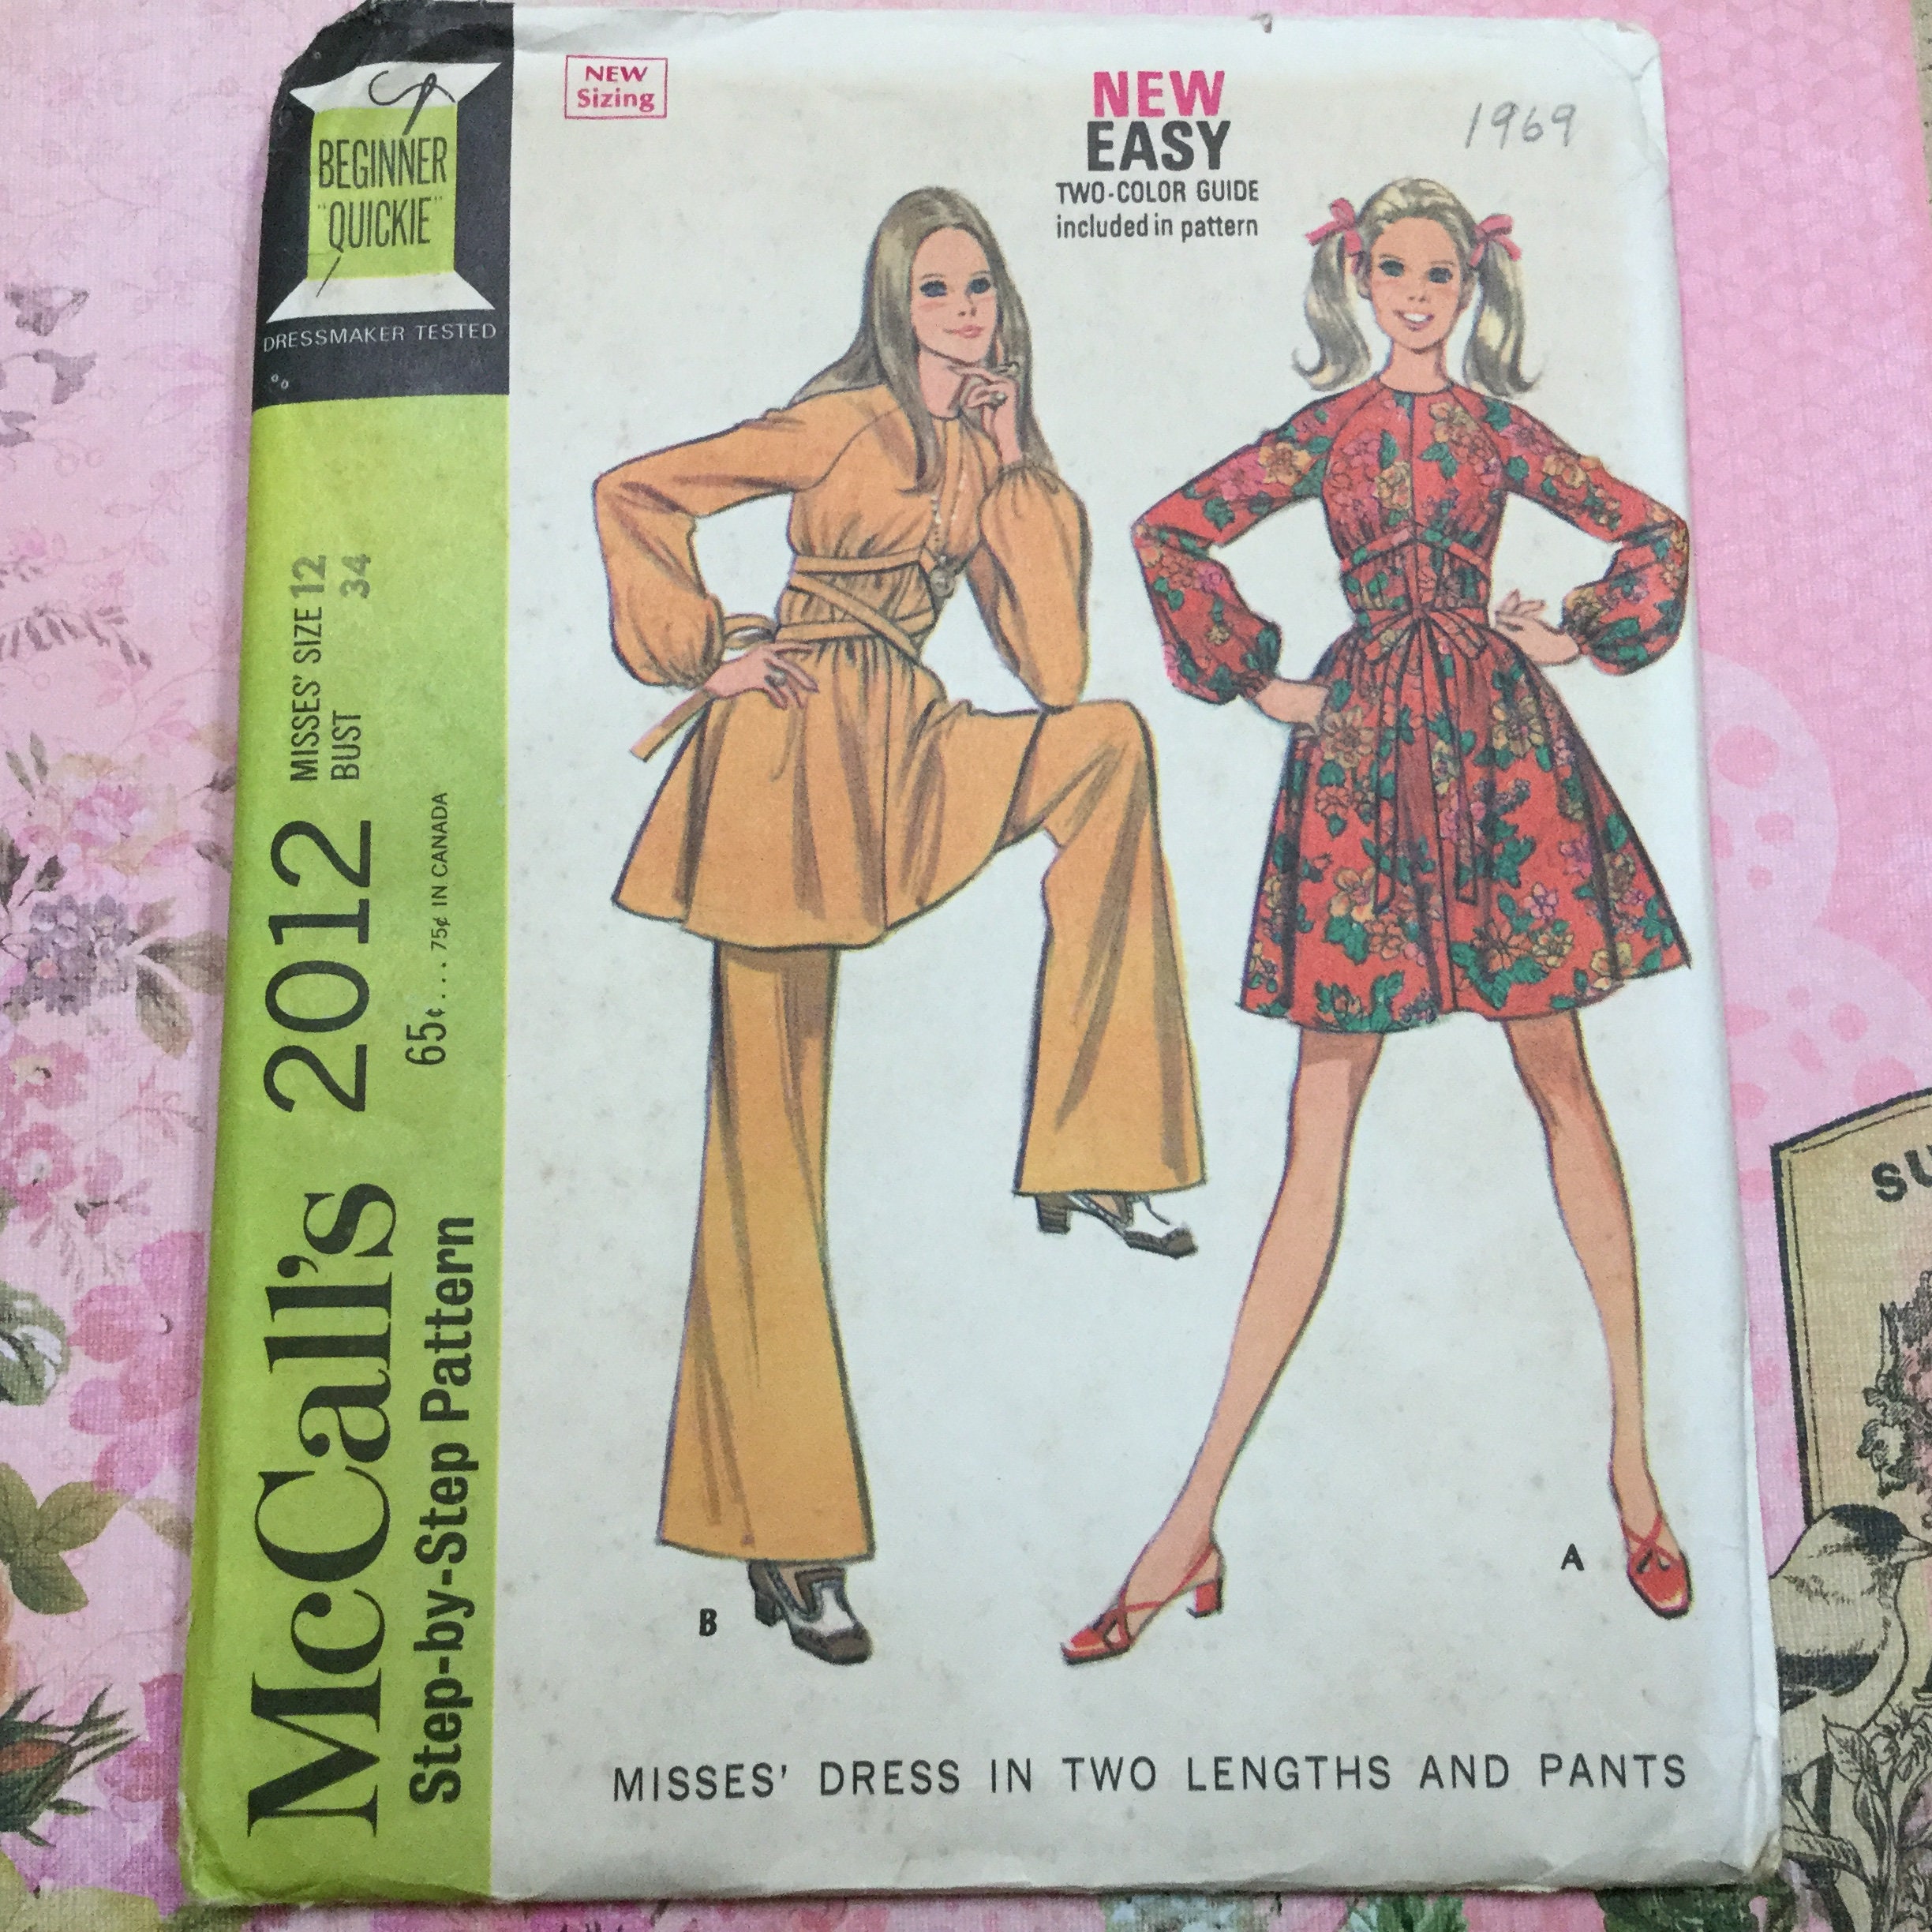 BEGINNER
"QUICKIE"
DRESSMAKER TESTED
NEW
Sizing
NEW
EASY
TWO-COLOR GUIDE
included in pattern
1969
McCall's 2012
MISSES' SIZE 12
BUST 34
Step-by-Step Pattern
65¢...75¢ IN CANADA
B
A
MISSES' DRESS IN TWO LENGTHS AND PANTS
SU